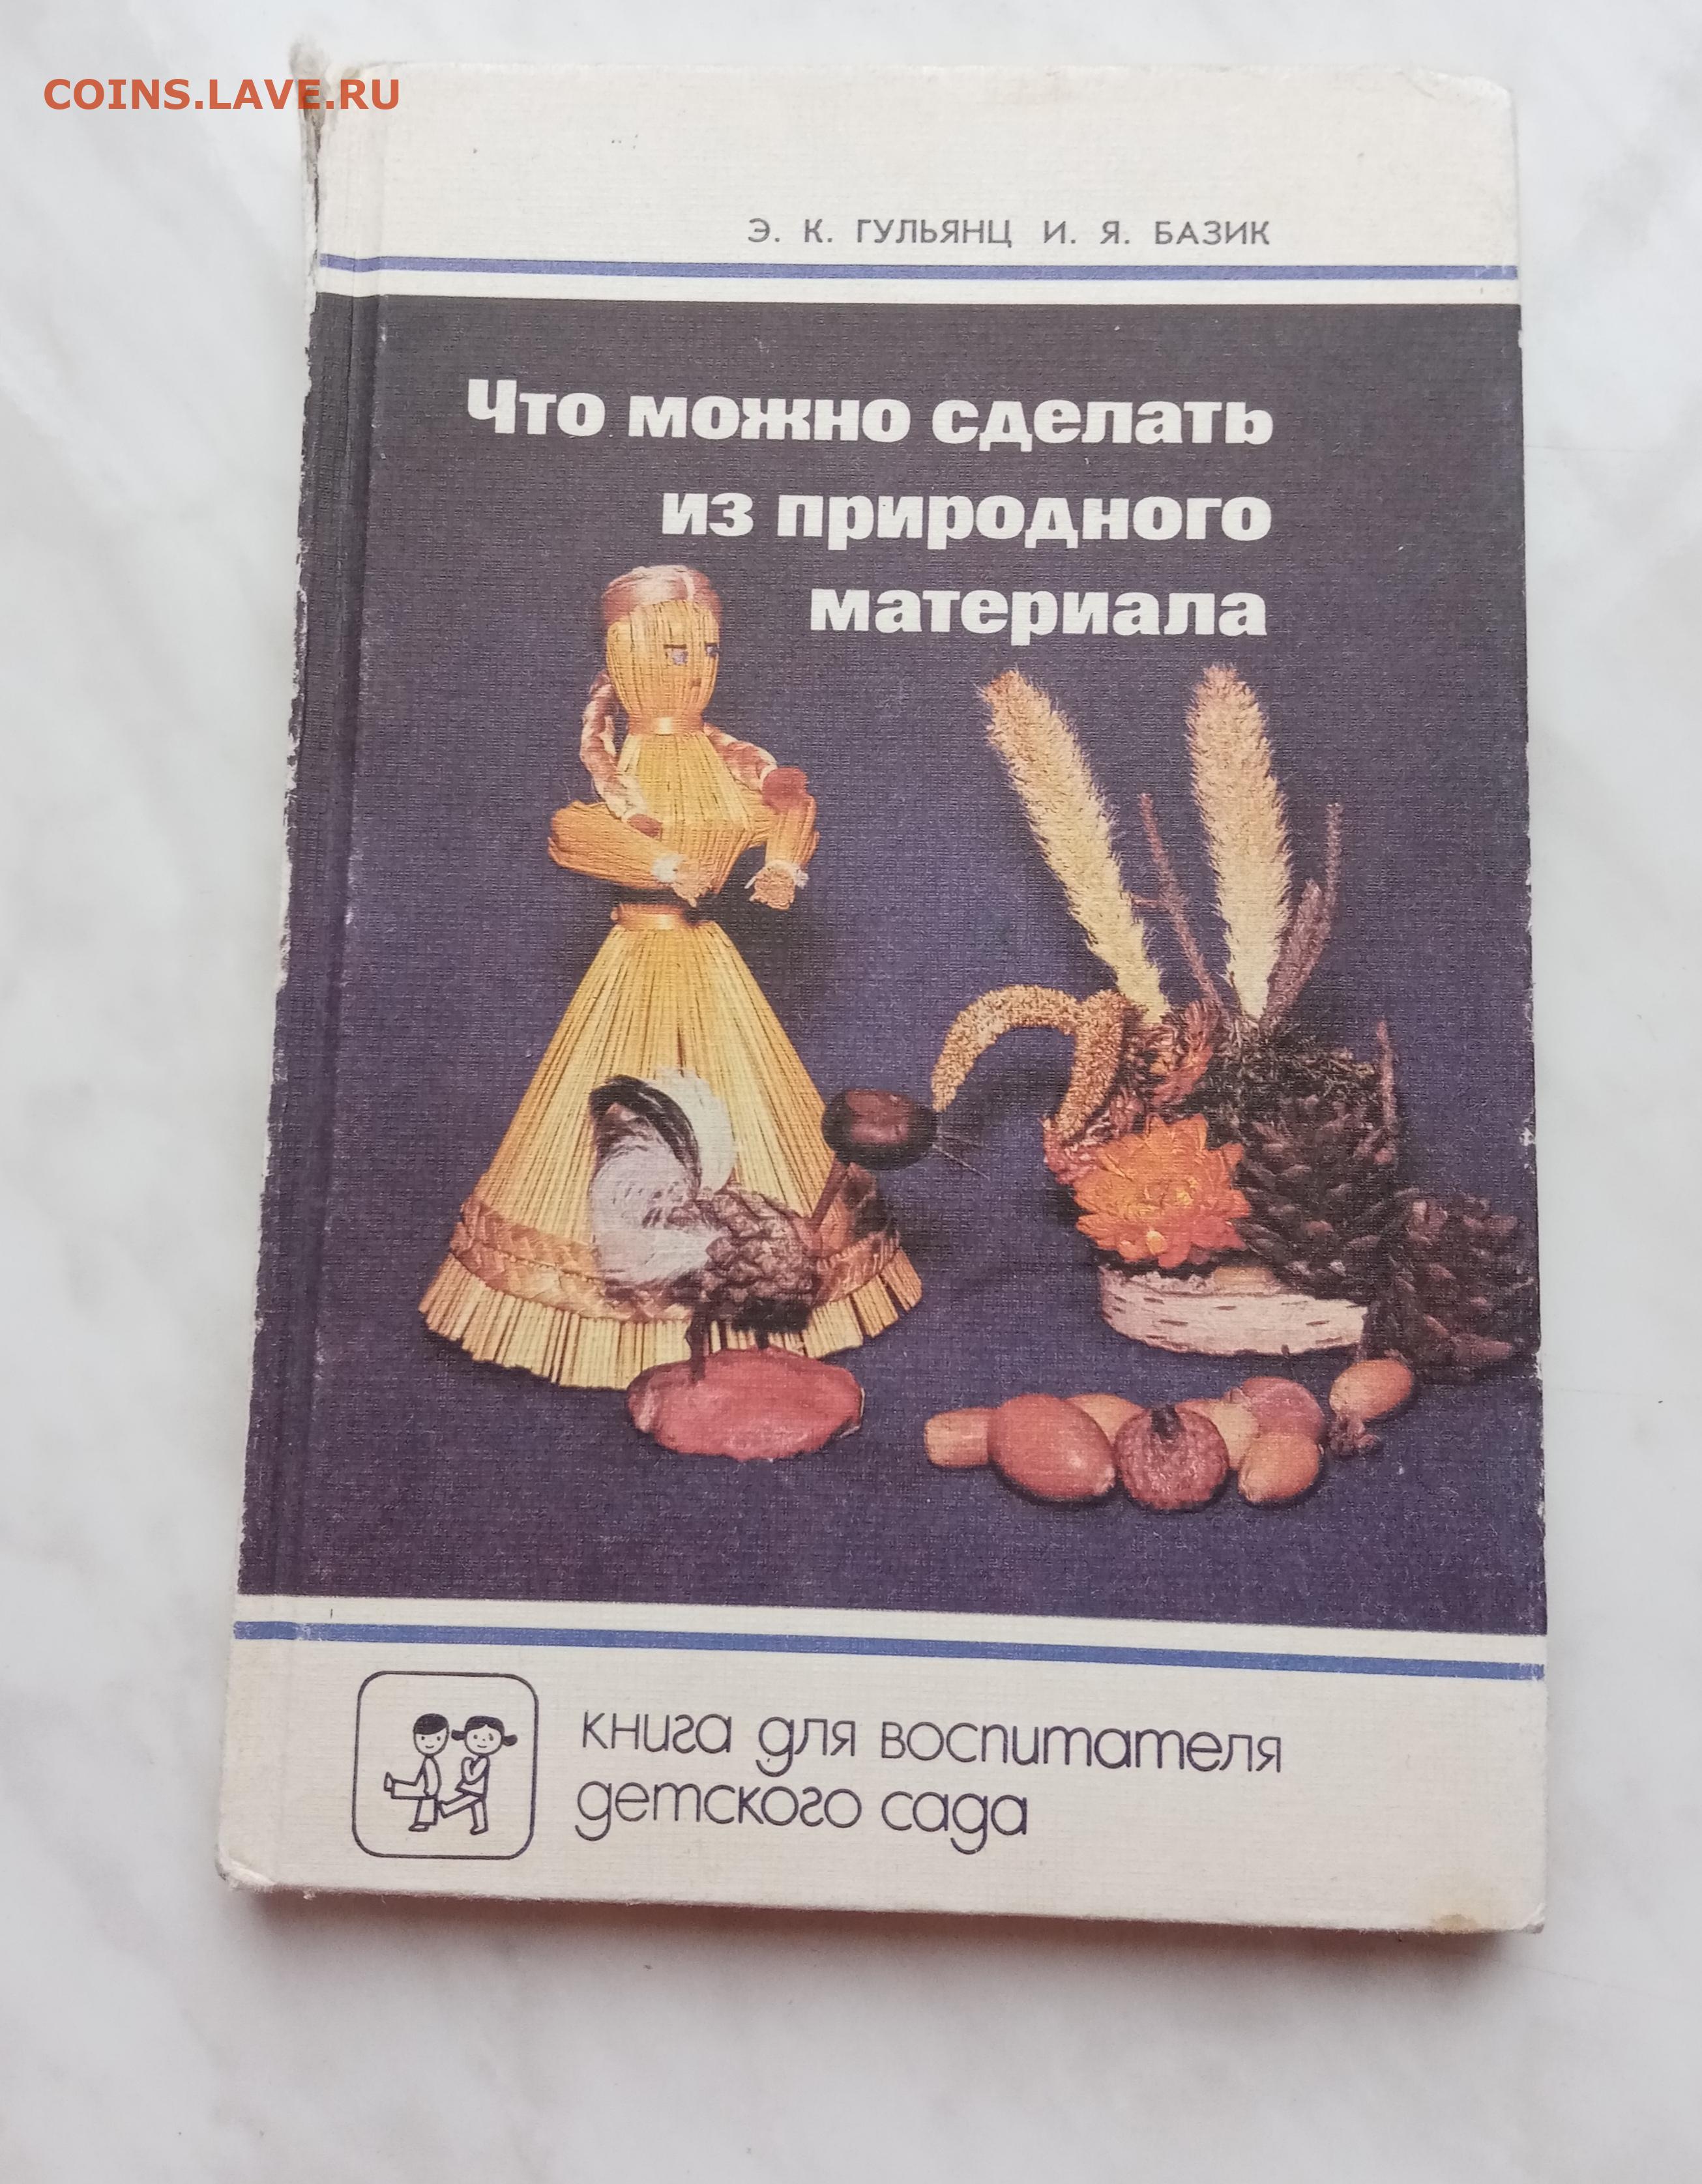 COINS.LAVE.RU
Э. К. ГУЛЬЯНЦ И. Я. БАЗИК
Что можно сделать
из природного
материала
книга для воспитателя
детского сада